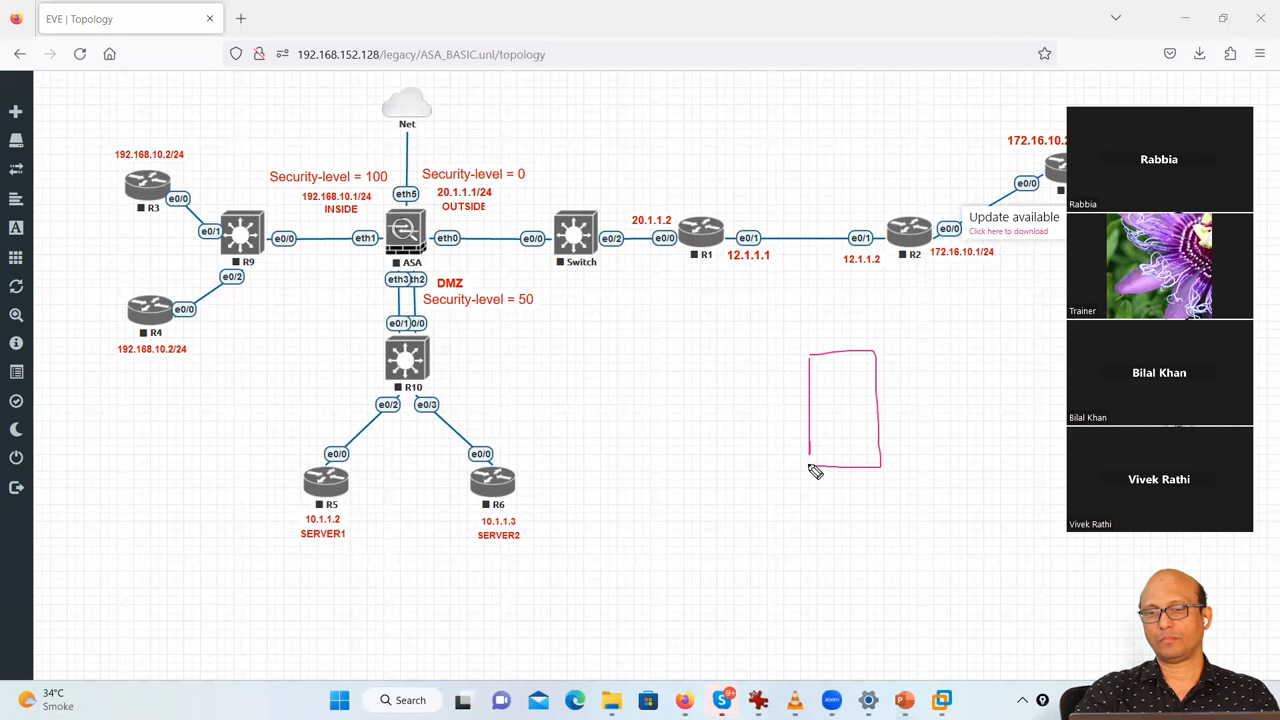 EVE | Topology
192.168.152.128/legacy/ASA_BASIC.unl/topology
Net
192.168.10.2/24
R3
e0/0
e0/1
R9
e0/0
e0/2
R4
e0/0
192.168.10.2/24
Security-level = 100
192.168.10.1/24
INSIDE
eth5
Security-level = 0
20.1.1.1/24
OUTSIDE
eth1
ASA
eth0
e0/0
Switch
e0/2
20.1.1.2
e0/0
R1
e0/1
12.1.1.1
e0/1
12.1.1.2
R2
e0/0
172.16.10.1/24
e0/0
172.16.10.2
Update available
Click here to download
eth3
th2
DMZ
Security-level = 50
e0/1
0/0
R10
e0/2
e0/3
e0/0
R5
10.1.1.2
SERVER1
e0/0
R6
10.1.1.3
SERVER2
Rabbia
Rabbia
Trainer
Bilal Khan
Bilal Khan
Vivek Rathi
Vivek Rathi
34°C
Smoke
Search
9+